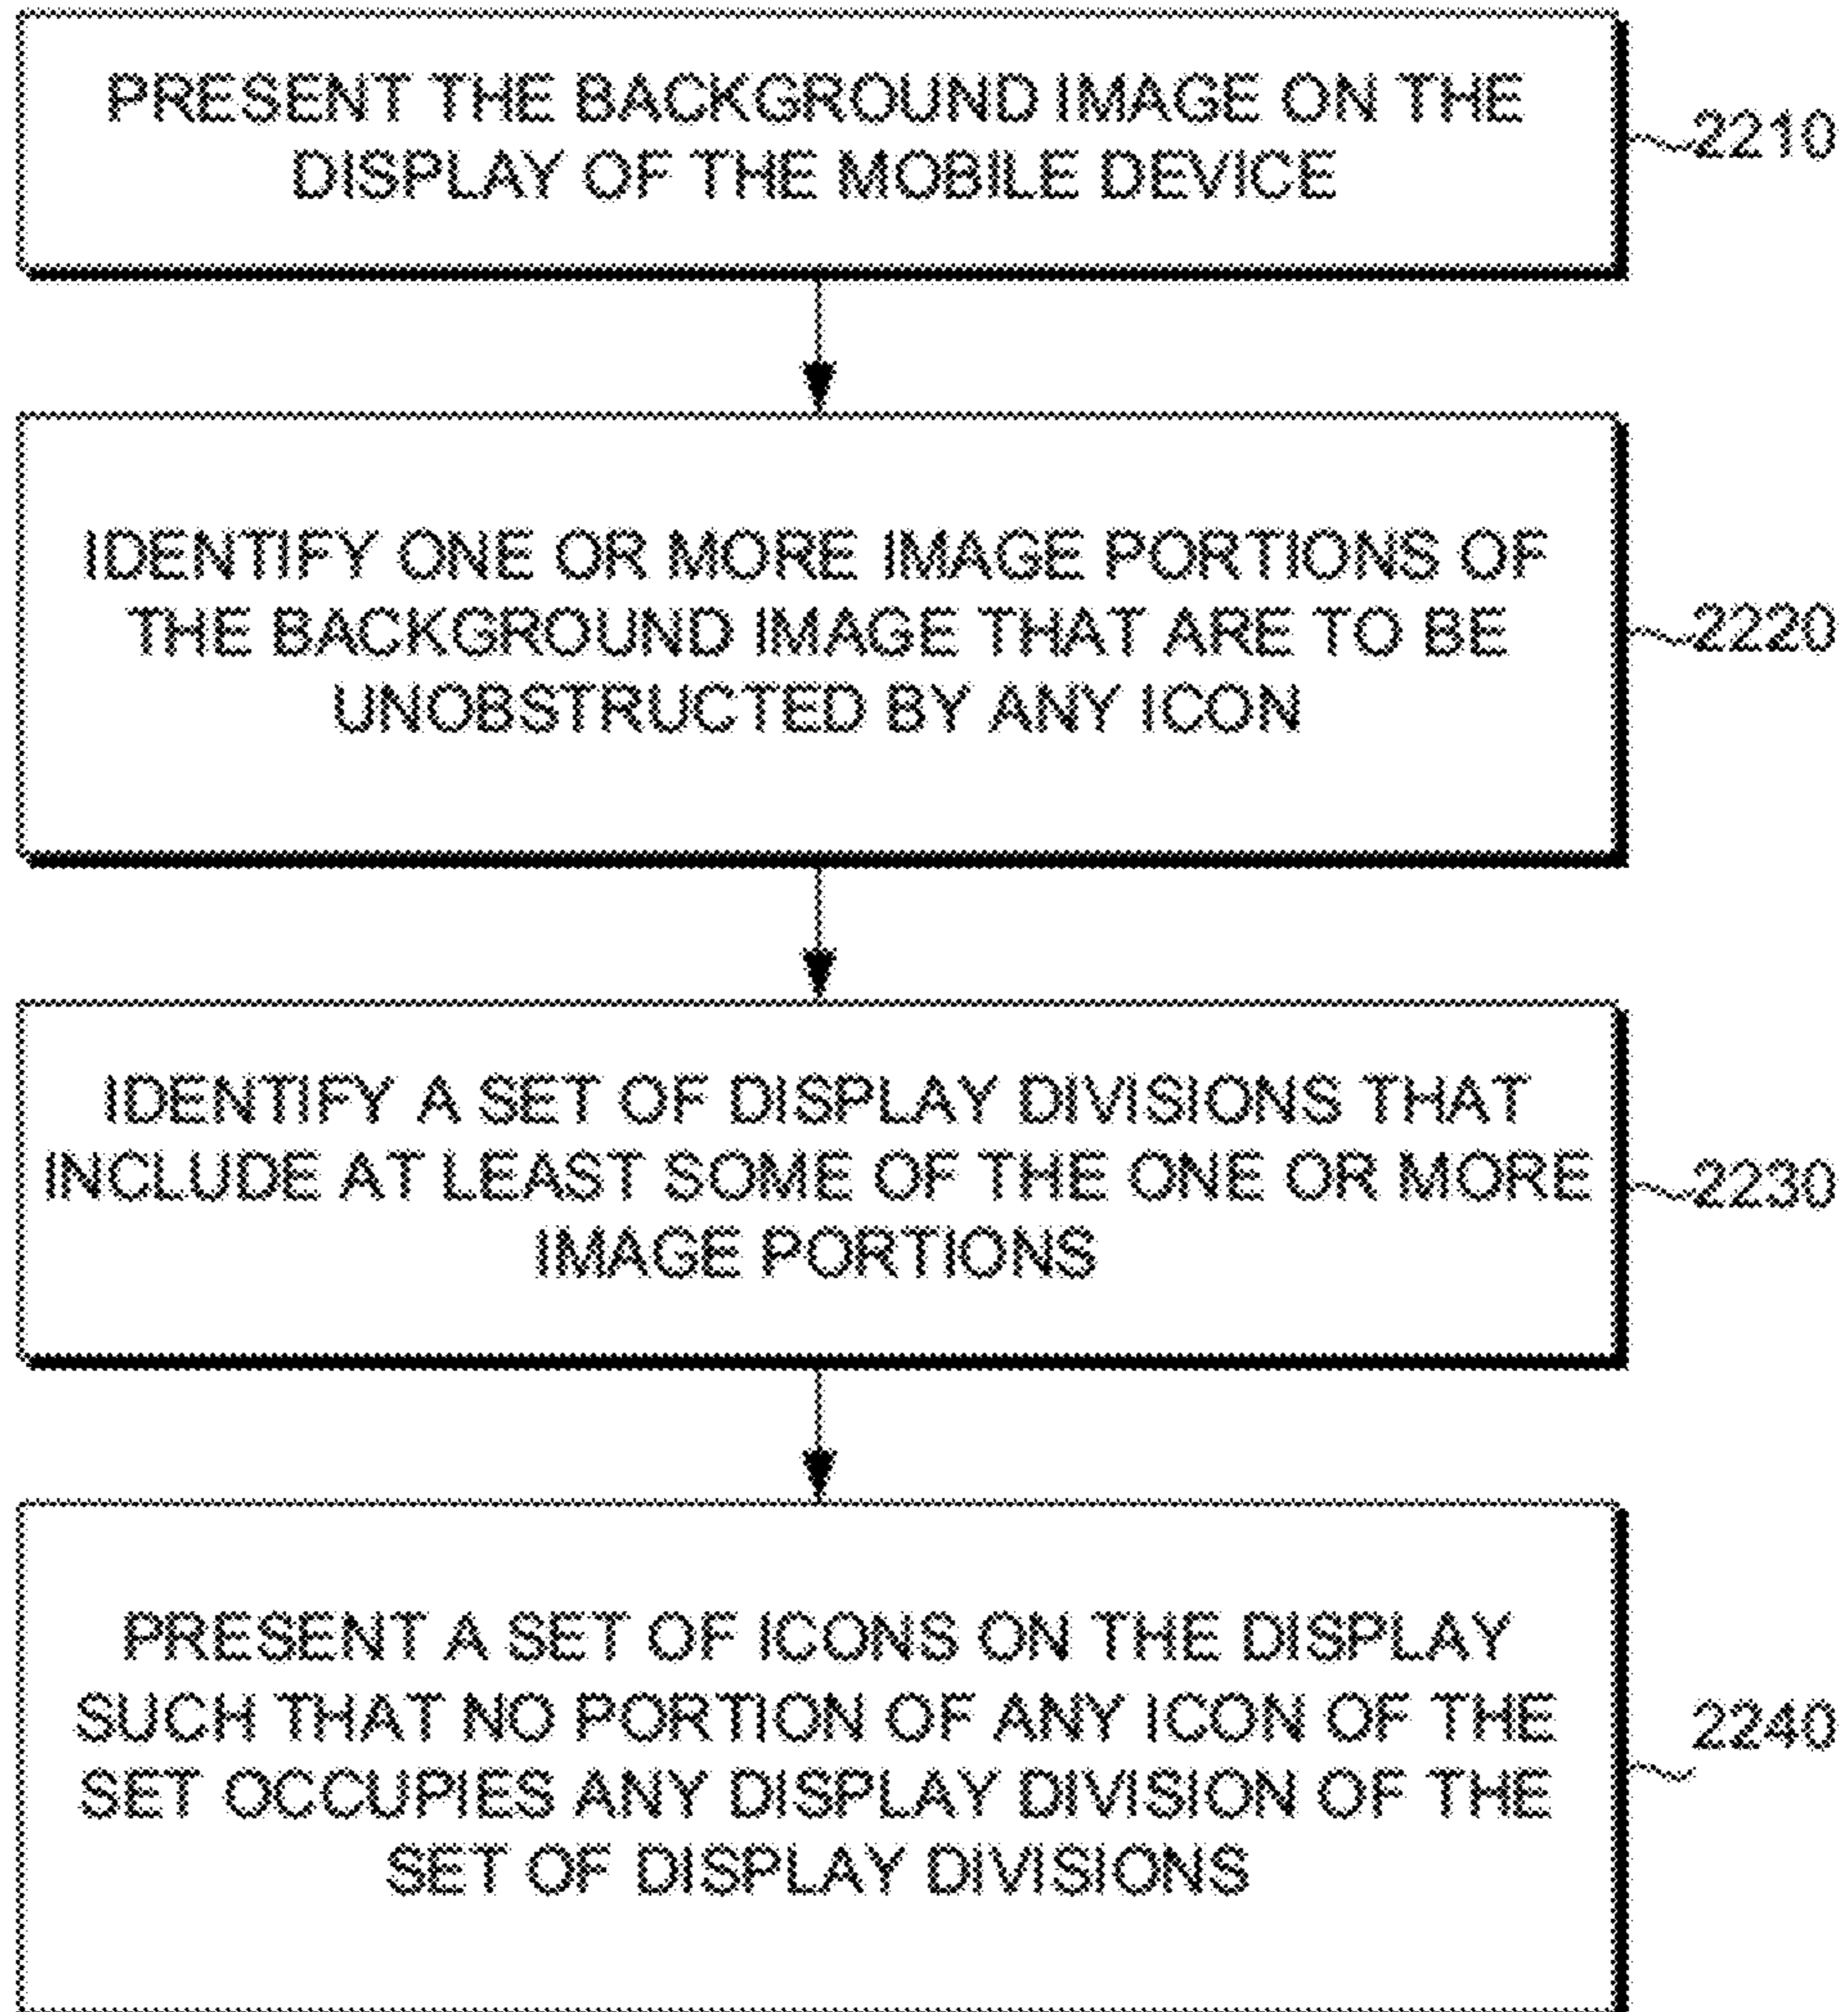 PRESENT THE BACKGROUND IMAGE ON THE
DISPLAY OF THE MOBILE DEVICE
2210
IDENTIFY ONE OR MORE IMAGE PORTIONS OF
THE BACKGROUND IMAGE THAT ARE TO BE
UNOBSTRUCTED BY ANY ICON
2220
IDENTIFY A SET OF DISPLAY DIVISIONS THAT
INCLUDE AT LEAST SOME OF THE ONE OR MORE
IMAGE PORTIONS
2230
PRESENT A SET OF ICONS ON THE DISPLAY
SUCH THAT NO PORTION OF ANY ICON OF THE
SET OCCUPIES ANY DISPLAY DIVISION OF THE
SET OF DISPLAY DIVISIONS
2240